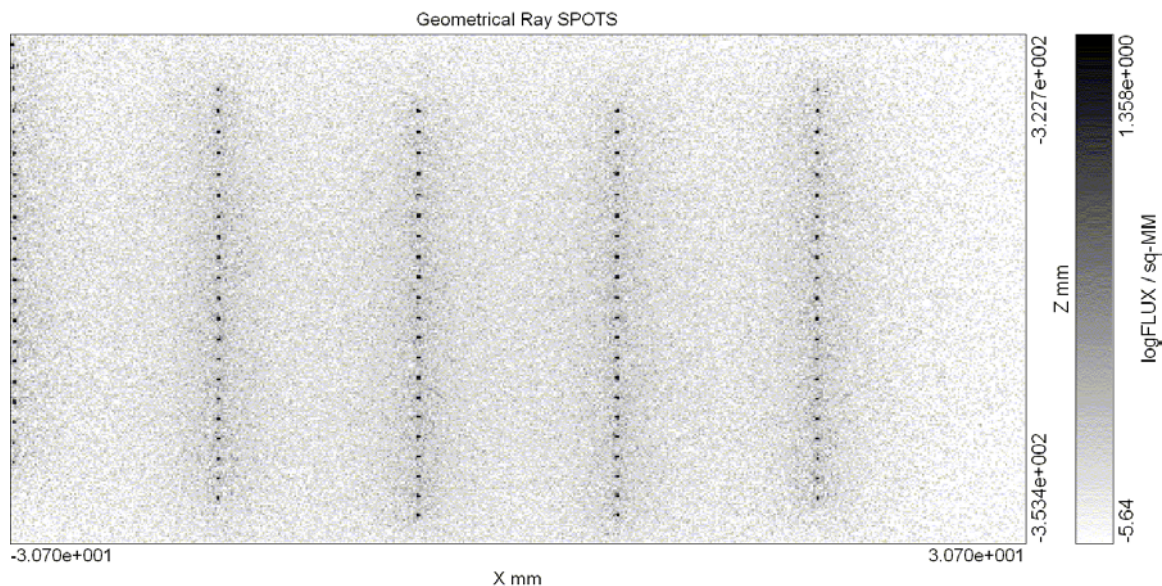 Geometrical Ray SPOTS
-3.227e+002
1.358e+000
Z mm
logFLUX / sq-MM
-3.534e+002
-5.64
-3.070e+001
3.070e+001
X mm